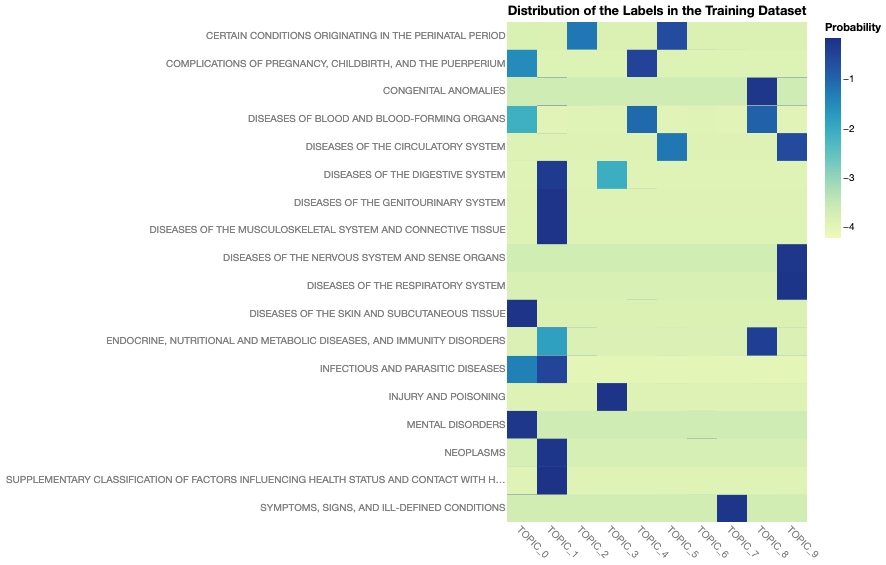 Distribution of the Labels in the Training Dataset
Probability
CERTAIN CONDITIONS ORIGINATING IN THE PERINATAL PERIOD
COMPLICATIONS OF PREGNANCY, CHILDBIRTH, AND THE PUERPERIUM
CONGENITAL ANOMALIES
DISEASES OF BLOOD AND BLOOD-FORMING ORGANS
DISEASES OF THE CIRCULATORY SYSTEM
DISEASES OF THE DIGESTIVE SYSTEM
DISEASES OF THE GENITOURINARY SYSTEM
DISEASES OF THE MUSCULOSKELETAL SYSTEM AND CONNECTIVE TISSUE
DISEASES OF THE NERVOUS SYSTEM AND SENSE ORGANS
DISEASES OF THE RESPIRATORY SYSTEM
DISEASES OF THE SKIN AND SUBCUTANEOUS TISSUE
ENDOCRINE, NUTRITIONAL AND METABOLIC DISEASES, AND IMMUNITY DISORDERS
INFECTIOUS AND PARASITIC DISEASES
INJURY AND POISONING
MENTAL DISORDERS
NEOPLASMS
SUPPLEMENTARY CLASSIFICATION OF FACTORS INFLUENCING HEALTH STATUS AND CONTACT WITH H...
SYMPTOMS, SIGNS, AND ILL-DEFINED CONDITIONS
−1
−2
−3
−4
TOPIC_0
TOPIC_1
TOPIC_2
TOPIC_3
TOPIC_4
TOPIC_5
TOPIC_6
TOPIC_7
TOPIC_8
TOPIC_9